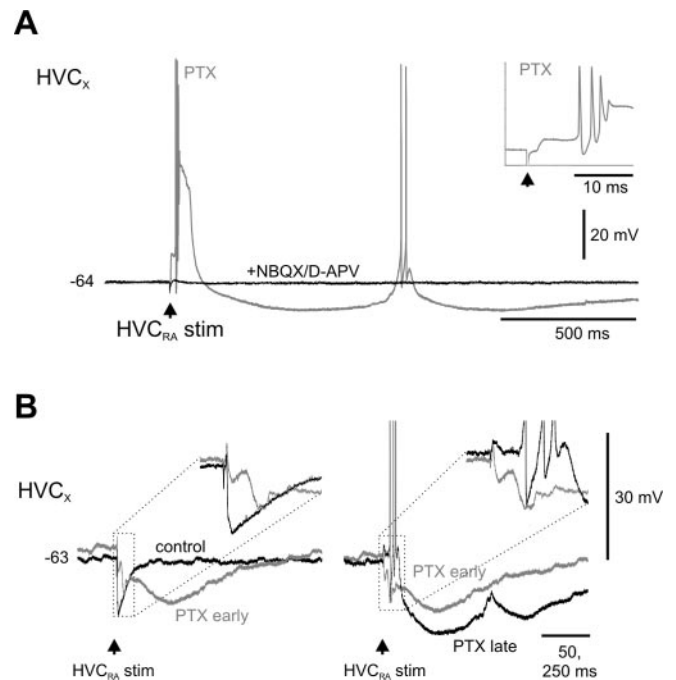 A
HVCX
PTX
PTX
10 ms
20 mV
+NBQX/D-APV
-64
HVCRA stim
500 ms
B
HVCX
30 mV
control
-63
PTX early
PTX early
PTX late
HVCRA stim
HVCRA stim
50,
250 ms